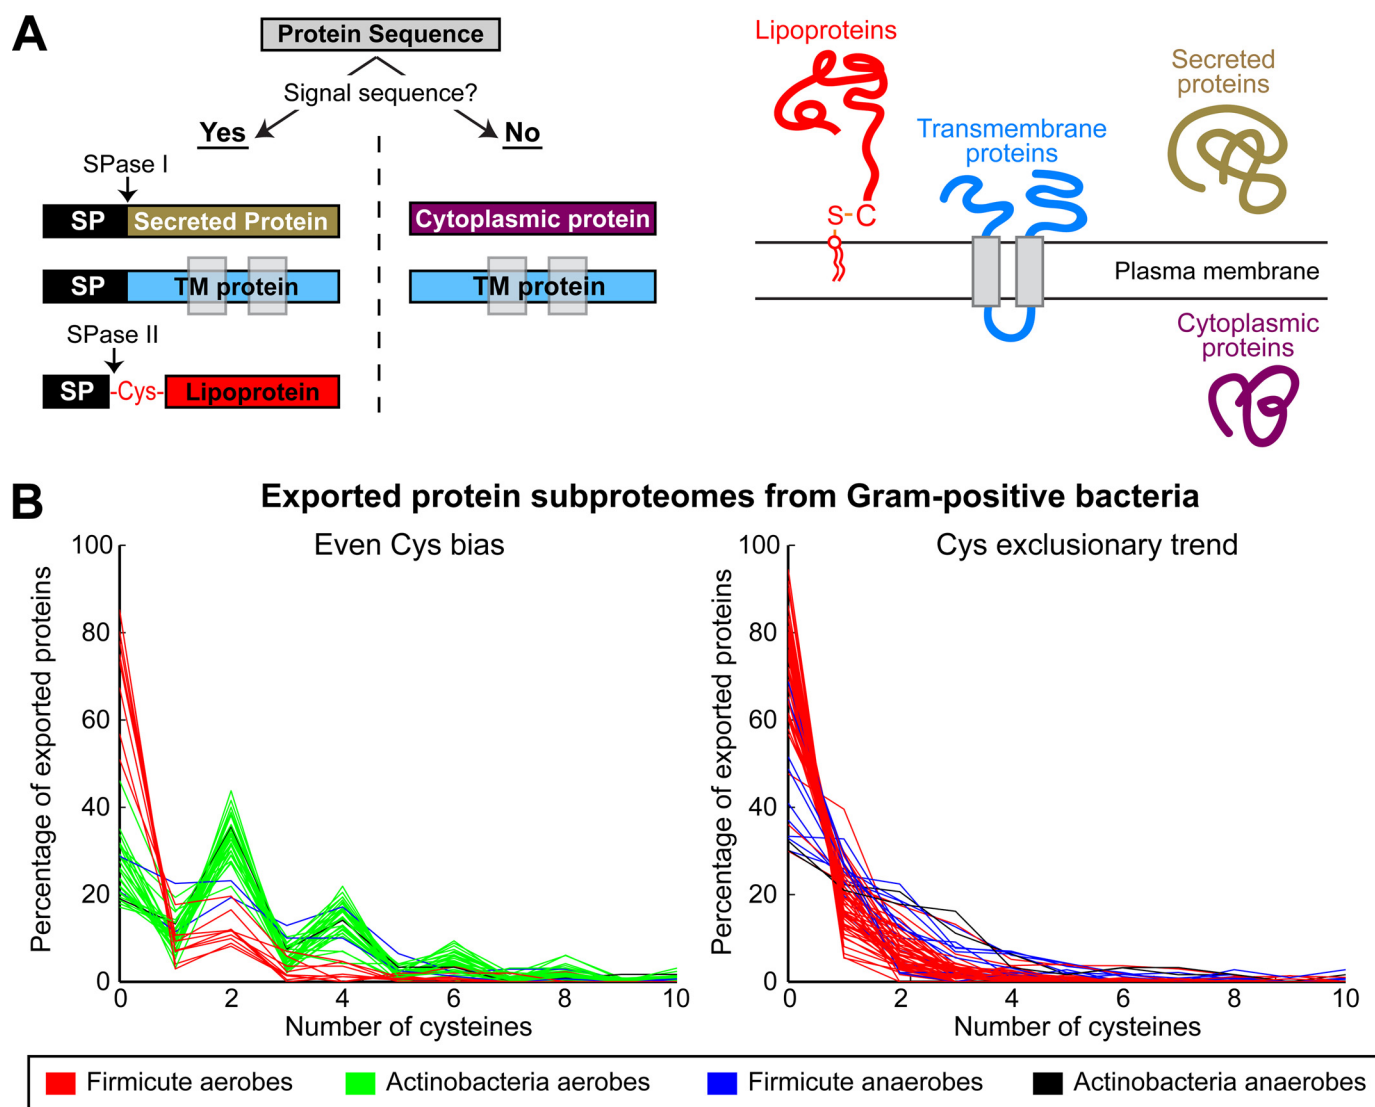 A
Protein Sequence
Signal sequence?
Yes
No
SPase I
SP
Secreted Protein
Cytoplasmic protein
SP
TM protein
TM protein
SPase II
SP
-Cys-
Lipoprotein
Lipoproteins
S-C
Transmembrane
proteins
Secreted
proteins
Plasma membrane
Cytoplasmic
proteins
B
Exported protein subproteomes from Gram-positive bacteria
Even Cys bias
Percentage of exported proteins
100
80
60
40
20
0
0 2 4 6 8 10
Number of cysteines
Cys exclusionary trend
Percentage of exported proteins
100
80
60
40
20
0
0 2 4 6 8 10
Number of cysteines
Firmicute aerobes
Actinobacteria aerobes
Firmicute anaerobes
Actinobacteria anaerobes